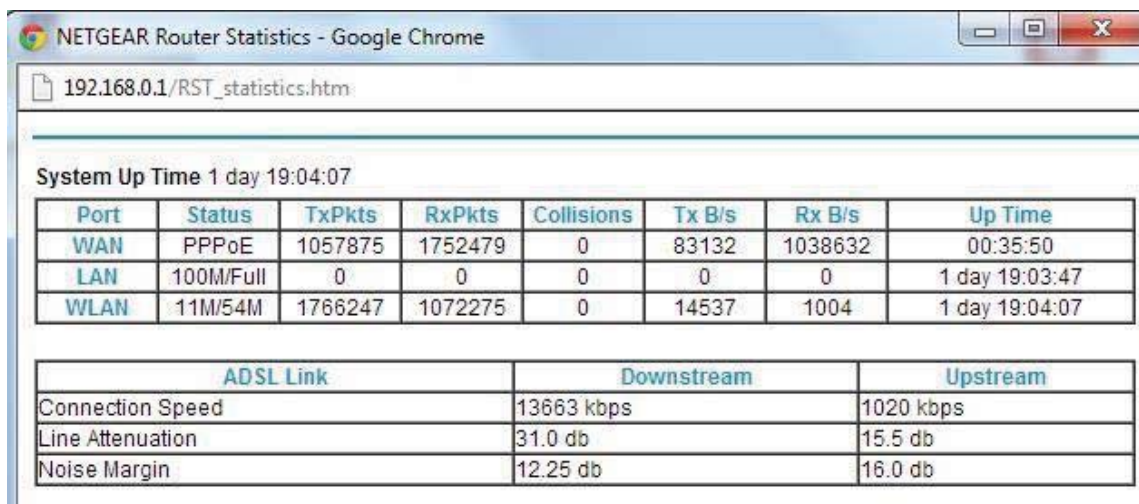 NETGEAR Router Statistics - Google Chrome
192.168.0.1/RST_statistics.htm
System Up Time 1 day 19:04:07
Port Status TxPkts RxPkts Collisions Tx B/s Rx B/s Up Time
WAN PPPoE 1057875 1752479 0 83132 1038632 00:35:50
LAN 100M/Full 0 0 0 0 0 1 day 19:03:47
WLAN 11M/54M 1766247 1072275 0 14537 1004 1 day 19:04:07
ADSL Link Downstream Upstream
Connection Speed 13663 kbps 1020 kbps
Line Attenuation 31.0 db 15.5 db
Noise Margin 12.25 db 16.0 db